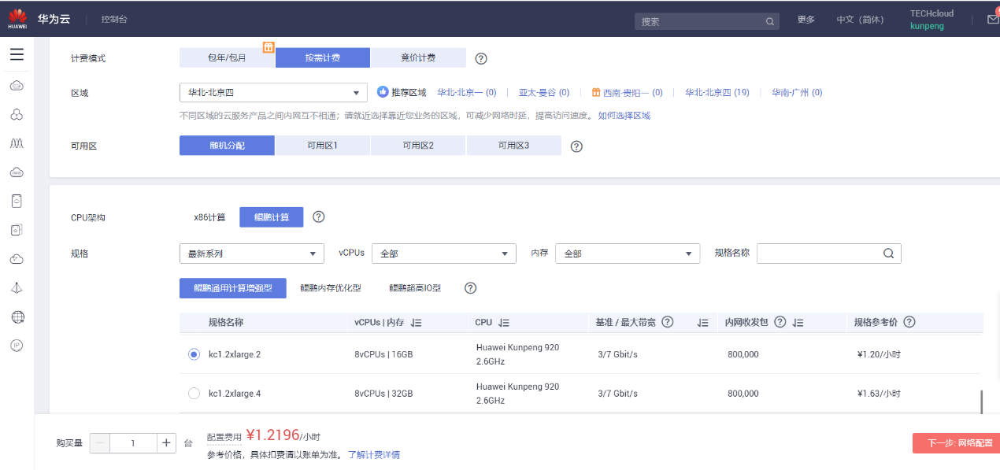 HUAWEI 华为云 控制台 搜索 更多 中文 (简体) TECHcloud
kunpeng
计费模式 包年/包月 按需计费 竞价计费
区域 华北-北京四 推荐区域 华北-北京一 (0) 亚太-曼谷 (0) 西南-贵阳一 (0) 华北-北京四 (19) 华南-广州 (0)
不同区域的云服务产品之间内网互不相通；请就近选择靠近您业务的区域，可减少网络时延，提高访问速度。 如何选择区域
可用区 随机分配 可用区1 可用区2 可用区3
CPU架构 x86计算 鲲鹏计算
规格 最新系列 vCPUs 全部 内存 全部 规格名称
鲲鹏通用计算增强型 鲲鹏内存优化型 鲲鹏超高IO型
规格名称 vCPUs | 内存 CPU 基准 / 最大带宽 内网收发包 规格参考价
kc1.2xlarge.2 8vCPUs | 16GB Huawei Kunpeng 920 2.6GHz 3/7 Gbit/s 800,000 ¥1.20/小时
kc1.2xlarge.4 8vCPUs | 32GB Huawei Kunpeng 920 2.6GHz 3/7 Gbit/s 800,000 ¥1.63/小时
购买量 1 台 配置费用 ¥1.2196/小时
参考价格，具体扣费请以账单为准。 了解计费详情
下一步: 网络配置
IP